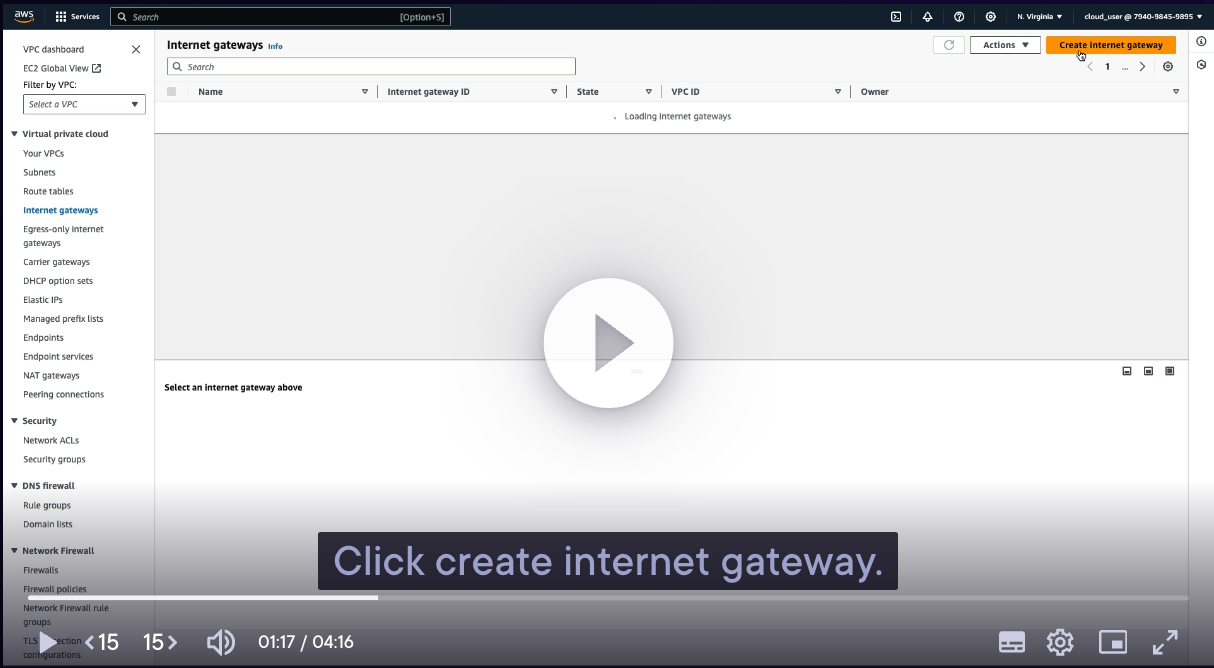 aws
Services
Search
[Option+S]
N. Virginia
cloud_user @ 7940-9845-9895
VPC dashboard
EC2 Global View
Filter by VPC:
Select a VPC
Virtual private cloud
Your VPCs
Subnets
Route tables
Internet gateways
Egress-only internet
gateways
Carrier gateways
DHCP option sets
Elastic IPs
Managed prefix lists
Endpoints
Endpoint services
NAT gateways
Peering connections
Security
Network ACLs
Security groups
DNS firewall
Rule groups
Domain lists
Network Firewall
Firewalls
Firewall policies
Network Firewall rule
groups
TLS
configurations
Internet gateways Info
Actions
Create internet gateway
Search
1 ...
Name
Internet gateway ID
State
VPC ID
Owner
Loading Internet gateways
Select an internet gateway above
Click create internet gateway.
15
15
01:17 / 04:16